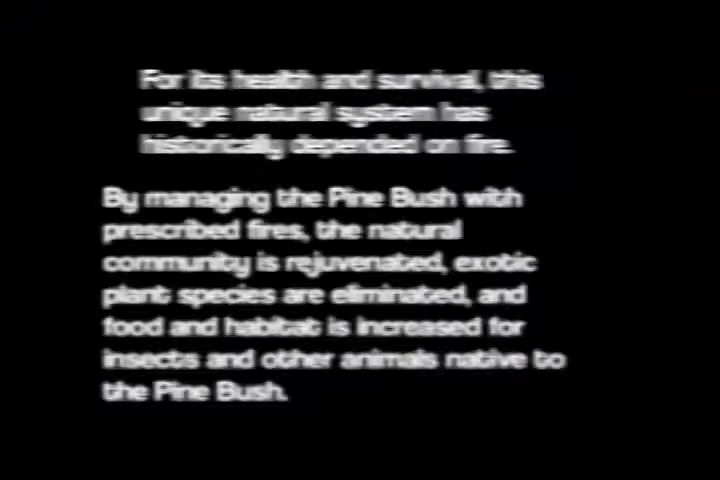 For its health and survival, this
unique natural system has
historically depended on fire.
By managing the Pine Bush with
prescribed fires, the natural
community is rejuvenated, exotic
plant species are eliminated, and
food and habitat is increased for
insects and other animals native to
the Pine Bush.